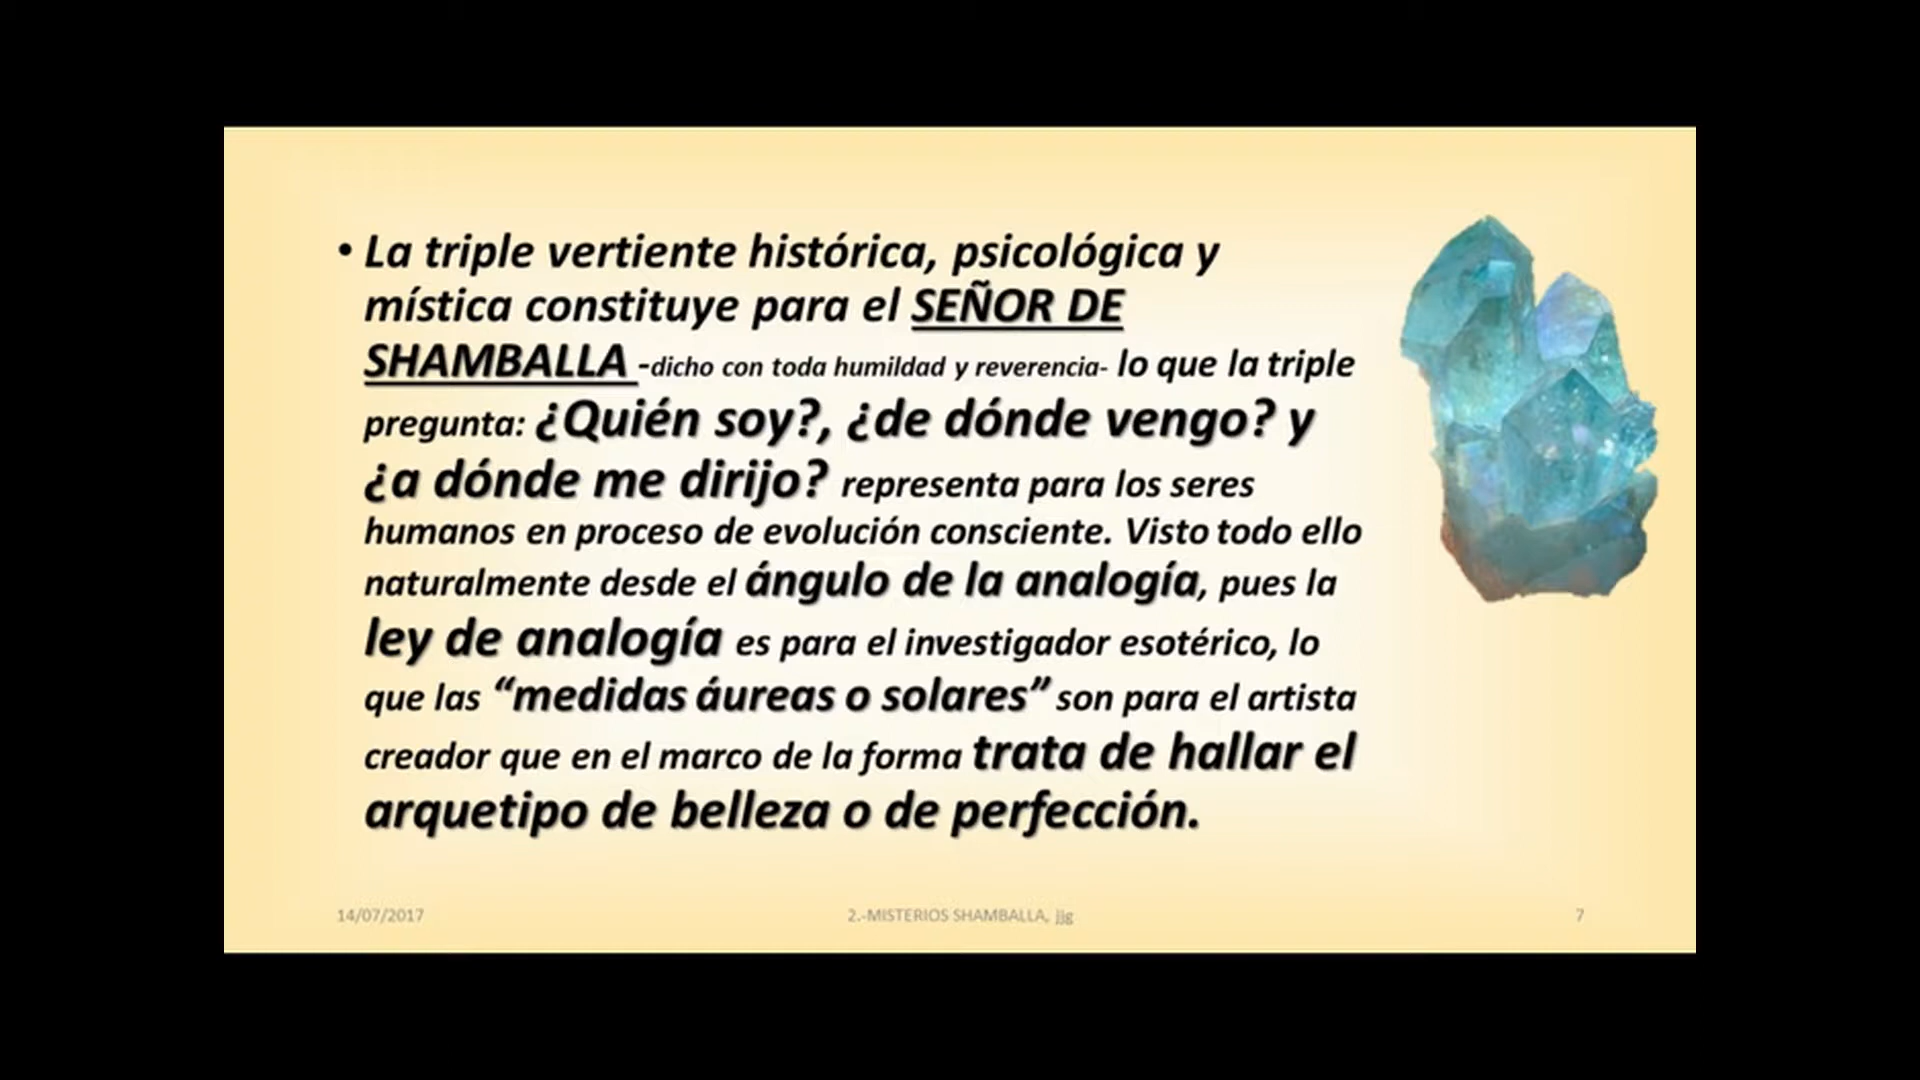 • La triple vertiente histórica, psicológica y
mística constituye para el SEÑOR DE
SHAMBALLA -dicho con toda humildad y reverencia- lo que la triple
pregunta: ¿Quién soy?, ¿de dónde vengo? y
¿a dónde me dirijo? representa para los seres
humanos en proceso de evolución consciente. Visto todo ello
naturalmente desde el ángulo de la analogía, pues la
ley de analogía es para el investigador esotérico, lo
que las “medidas áureas o solares” son para el artista
creador que en el marco de la forma trata de hallar el
arquetipo de belleza o de perfección.
14/07/2017
2.-MISTERIOS SHAMBALLA, jjg
7